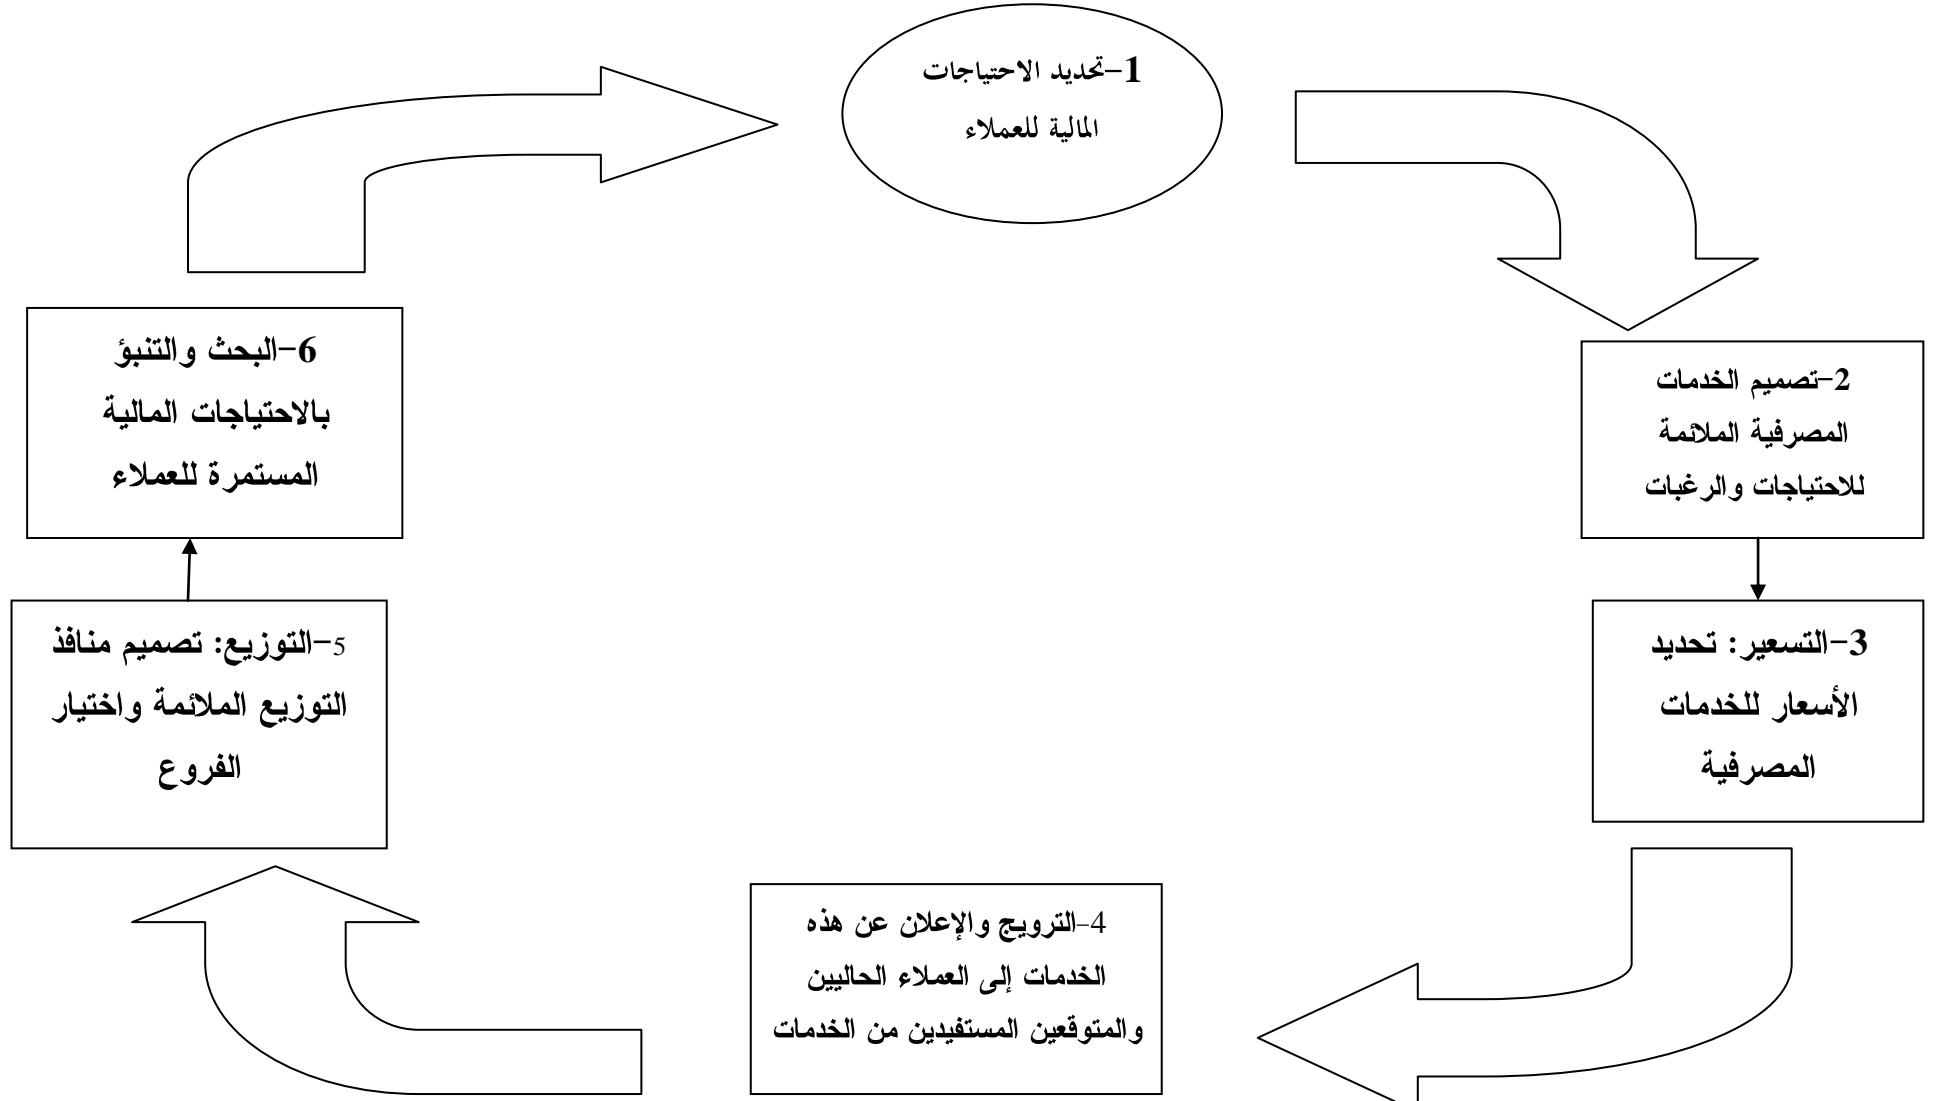 1-تحديد الاحتياجات
المالية للعملاء
2-تصميم الخدمات
المصرفية الملائمة
للاحتياجات والرغبات
3-التسعير: تحديد
الأسعار للخدمات
المصرفية
4-الترويج والإعلان عن هذه
الخدمات إلى العملاء الحاليين
والمتوقعين المستفيدين من الخدمات
5-التوزيع: تصميم منافذ
التوزيع الملائمة واختيار
الفروع
6-البحث والتنبؤ
بالاحتياجات المالية
المستمرة للعملاء